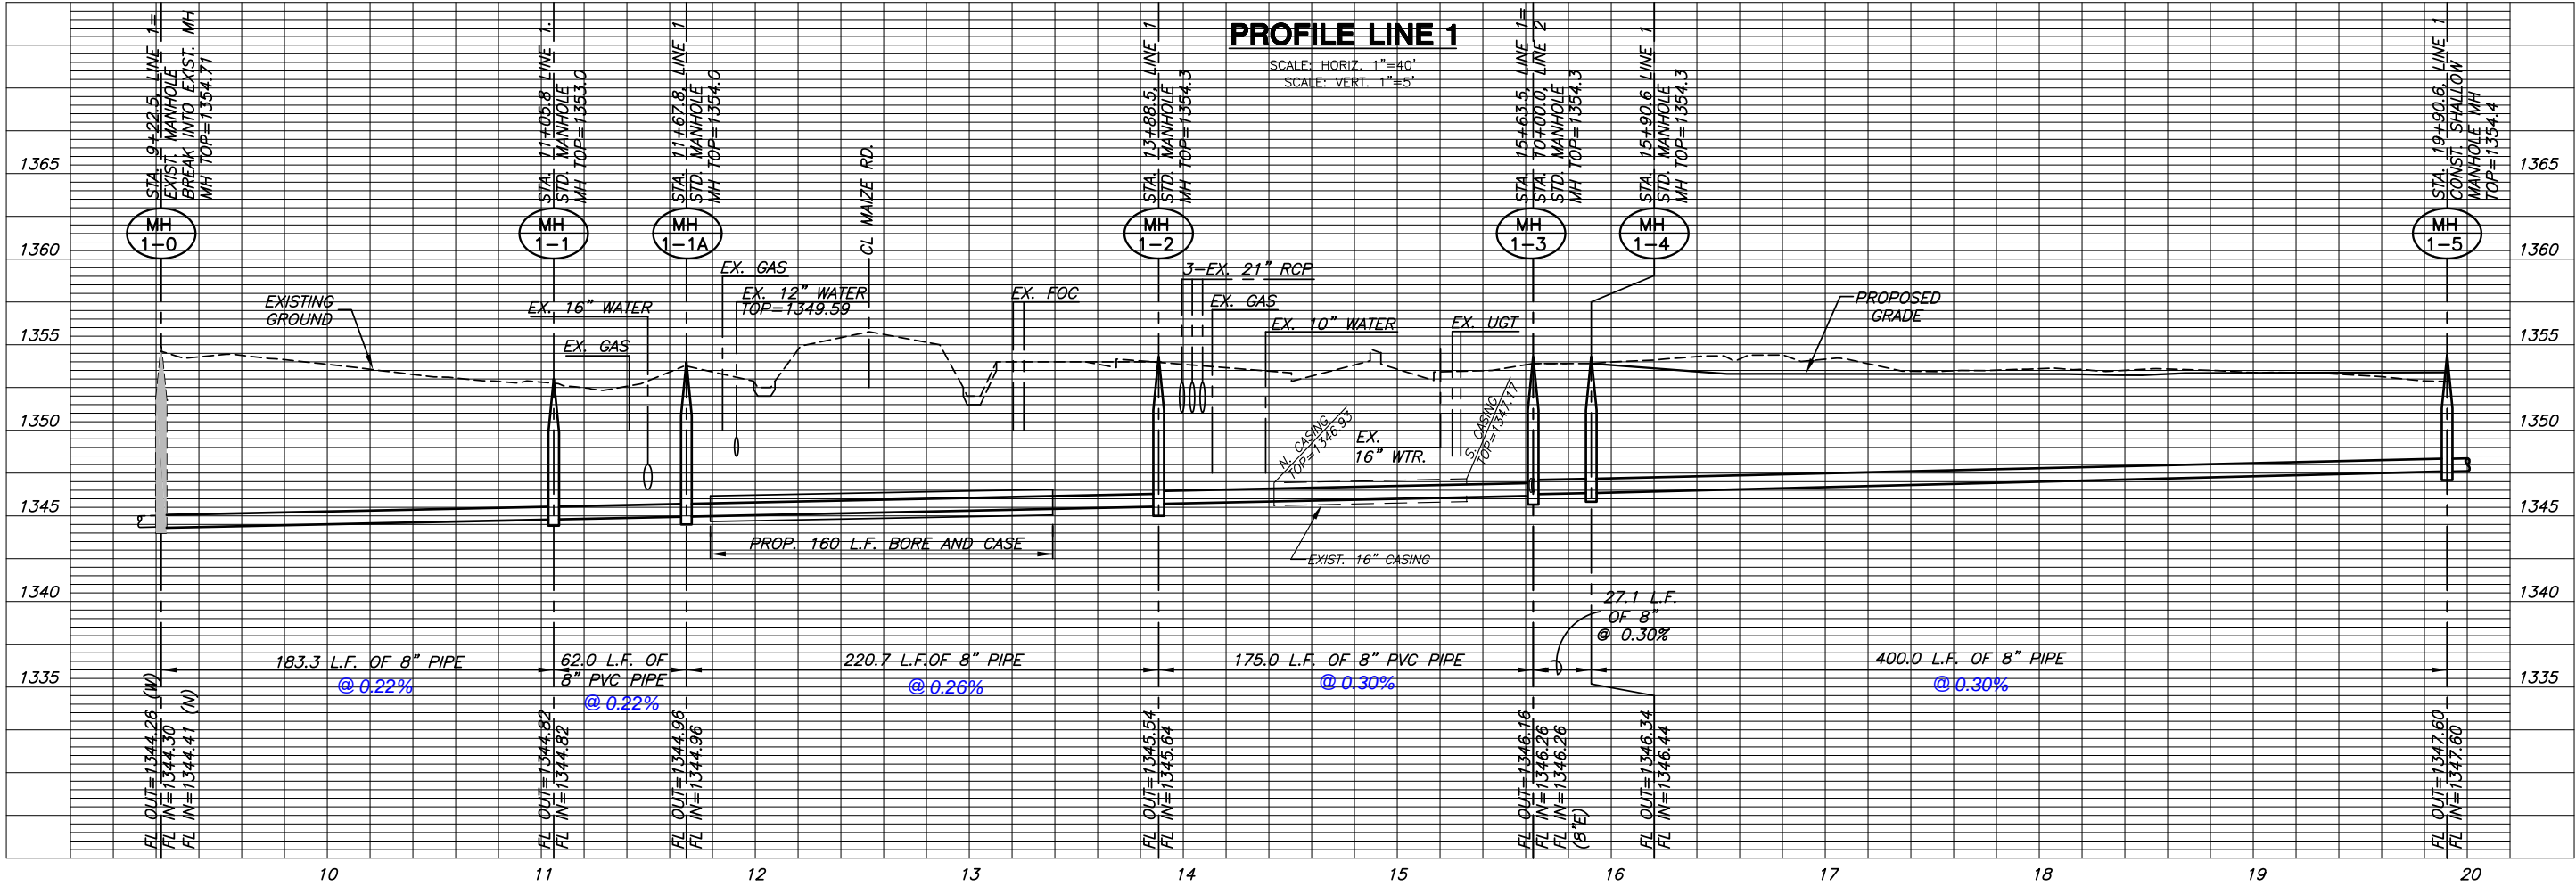 PROFILE LINE 1
SCALE: HORIZ. 1"=40'
SCALE: VERT. 1"=5'
STA. 9+22.5, LINE 1=
EXIST. MANHOLE
BREAK INTO EXIST. MH
MH TOP=1354.71
STA. 11+05.8 LINE 1.
STD. MANHOLE
MH TOP=1353.0
STA. 11+67.8, LINE 1
STD. MANHOLE
MH TOP=1354.0
CL MAIZE RD.
STA. 13+88.5, LINE 1
STD. MANHOLE
MH TOP=1354.3
STA. 15+63.5, LINE 1=
STA. 10+00.0, LINE 2
STD. MANHOLE
MH TOP=1354.3
STA. 15+90.6 LINE 1
STD. MANHOLE
MH TOP=1354.3
STA. 19+90.6, LINE 1
CONST. SHALLOW
MANHOLE MH
TOP=1354.4
MH
1-0
MH
1-1
MH
1-1A
MH
1-2
MH
1-3
MH
1-4
MH
1-5
1365
1365
1360
1360
1355
1355
1350
1350
1345
1345
1340
1340
1335
1335
EXISTING
GROUND
EX. 16" WATER
EX. GAS
EX. GAS
EX. 12" WATER
TOP=1349.59
EX. FOC
3-EX. 21" RCP
EX. GAS
EX. 10" WATER
EX. UGT
PROPOSED
GRADE
N. CASING
TOP=1346.93
EX.
16" WTR.
S. CASING
TOP=1347.17
PROP. 160 L.F. BORE AND CASE
EXIST. 16" CASING
183.3 L.F. OF 8" PIPE
@ 0.22%
62.0 L.F. OF
8" PVC PIPE
@ 0.22%
220.7 L.F.OF 8" PIPE
@ 0.26%
175.0 L.F. OF 8" PVC PIPE
@ 0.30%
27.1 L.F.
OF 8"
@ 0.30%
400.0 L.F. OF 8" PIPE
@ 0.30%
FL OUT=1344.26 (W)
FL IN=1344.30
FL IN=1344.41 (N)
FL OUT=1344.82
FL IN=1344.82
FL OUT=1344.96
FL IN=1344.96
FL OUT=1345.54
FL IN=1345.64
FL OUT=1346.16
FL IN=1346.26
FL IN=1346.26
(8"E)
FL OUT=1346.34
FL IN=1346.44
FL OUT=1347.60
FL IN=1347.60
10
11
12
13
14
15
16
17
18
19
20